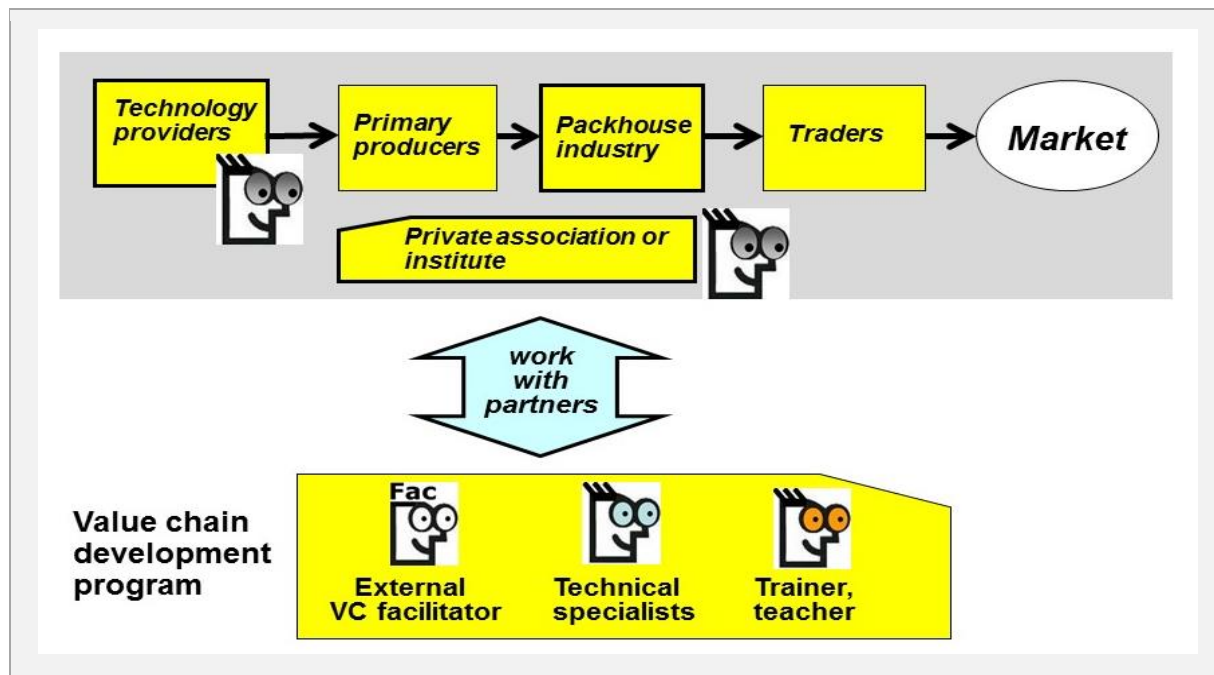 Technology
providers
Primary
producers
Packhouse
industry
Traders
Market
Private association or
institute
work
with
partners
Value chain
development
program
Fac
External
VC facilitator
Technical
specialists
Trainer,
teacher